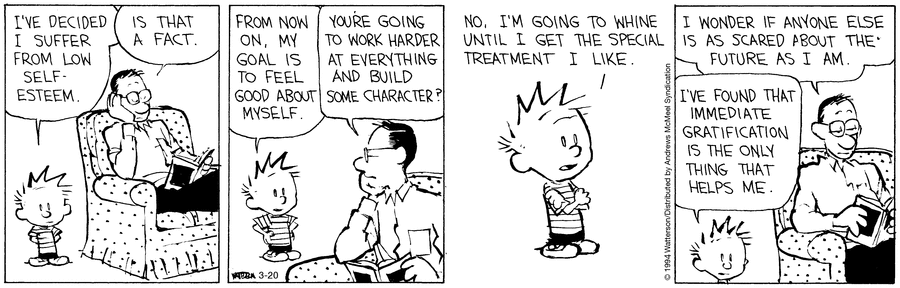 I'VE DECIDED
I SUFFER
FROM LOW
SELF-
ESTEEM.
IS THAT
A FACT.
FROM NOW
ON, MY
GOAL IS
TO FEEL
GOOD ABOUT
MYSELF.
YOU'RE GOING
TO WORK HARDER
AT EVERYTHING
AND BUILD
SOME CHARACTER?
WATTERSON 3-20
NO, I'M GOING TO WHINE
UNTIL I GET THE SPECIAL
TREATMENT I LIKE.
© 1994 Watterson/Distributed by Andrews McMeel Syndication
I WONDER IF ANYONE ELSE
IS AS SCARED ABOUT THE
FUTURE AS I AM.
I'VE FOUND THAT
IMMEDIATE
GRATIFICATION
IS THE ONLY
THING THAT
HELPS ME.